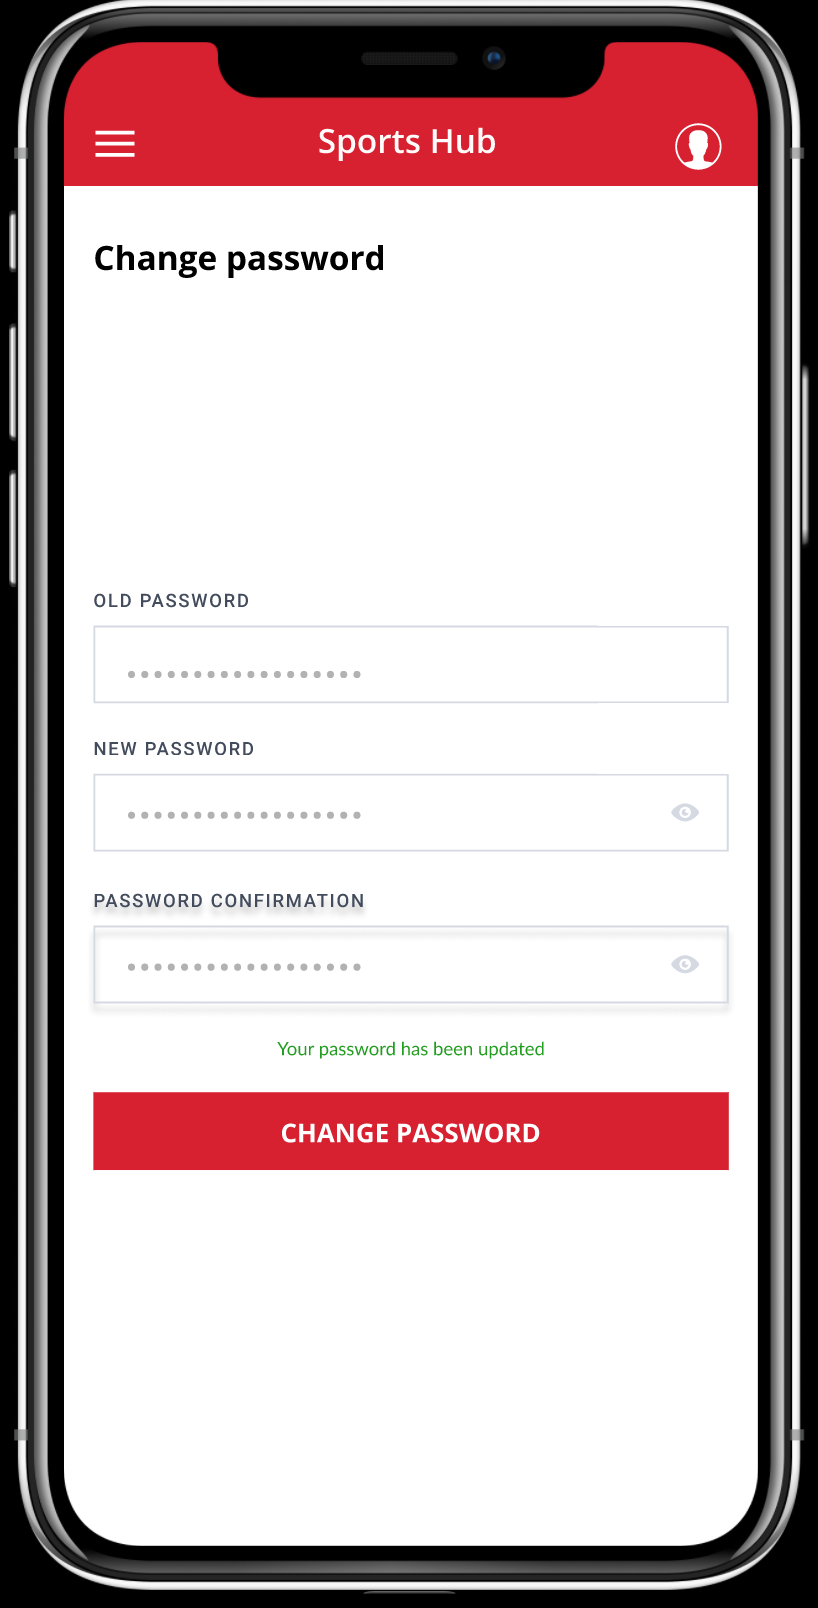 Sports Hub
Change password
OLD PASSWORD
••••••••••••••••••
NEW PASSWORD
••••••••••••••••••
PASSWORD CONFIRMATION
••••••••••••••••••
Your password has been updated
CHANGE PASSWORD